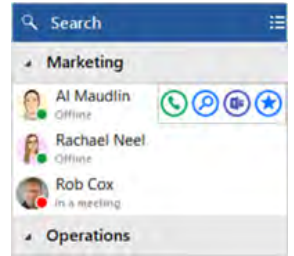 Search
Marketing
Al Maudlin
Offline
Rachael Neel
Offline
Rob Cox
in a meeting
Operations